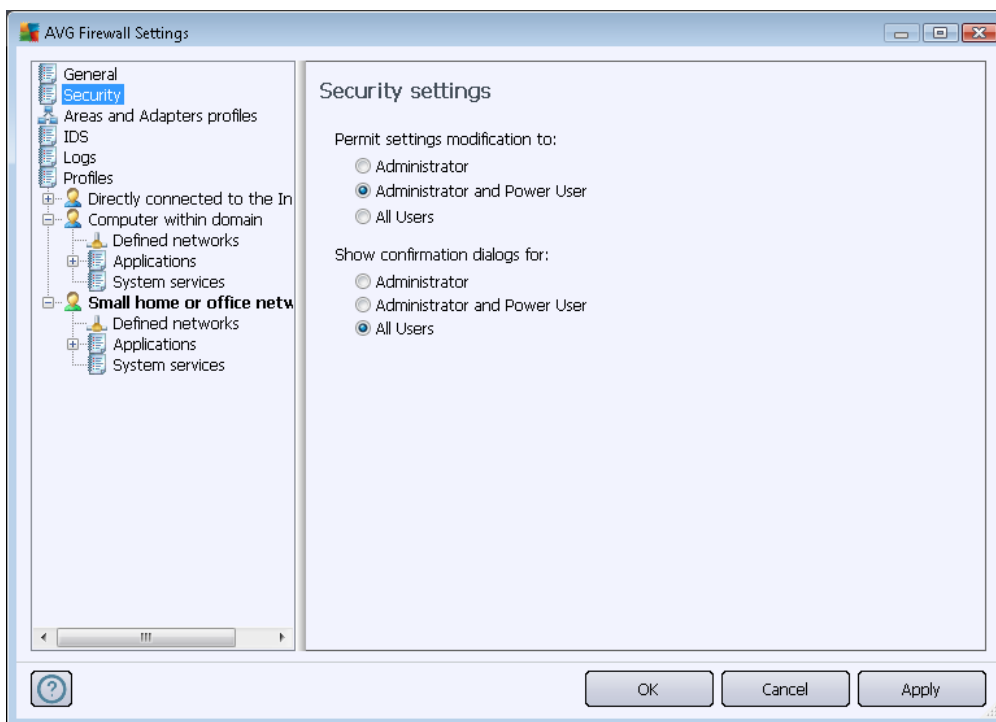 AVG Firewall Settings
General
Security
Areas and Adapters profiles
IDS
Logs
Profiles
Directly connected to the In
Computer within domain
Defined networks
Applications
System services
Small home or office netw
Defined networks
Applications
System services
Security settings
Permit settings modification to:
Administrator
Administrator and Power User
All Users
Show confirmation dialogs for:
Administrator
Administrator and Power User
All Users
OK
Cancel
Apply